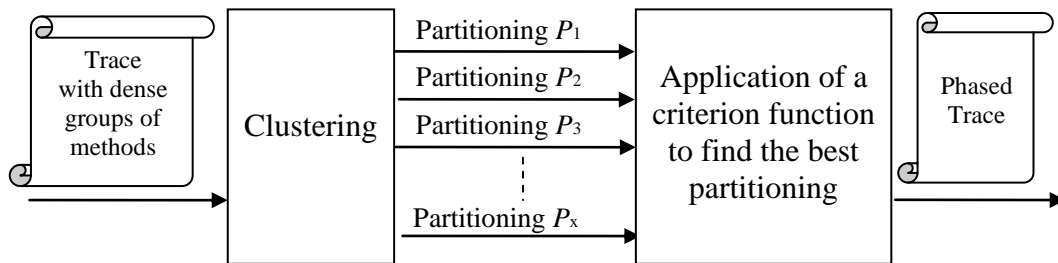 Trace
with dense
groups of
methods
Clustering
Partitioning P1
Partitioning P2
Partitioning P3
Partitioning Px
Application of a
criterion function
to find the best
partitioning
Phased
Trace